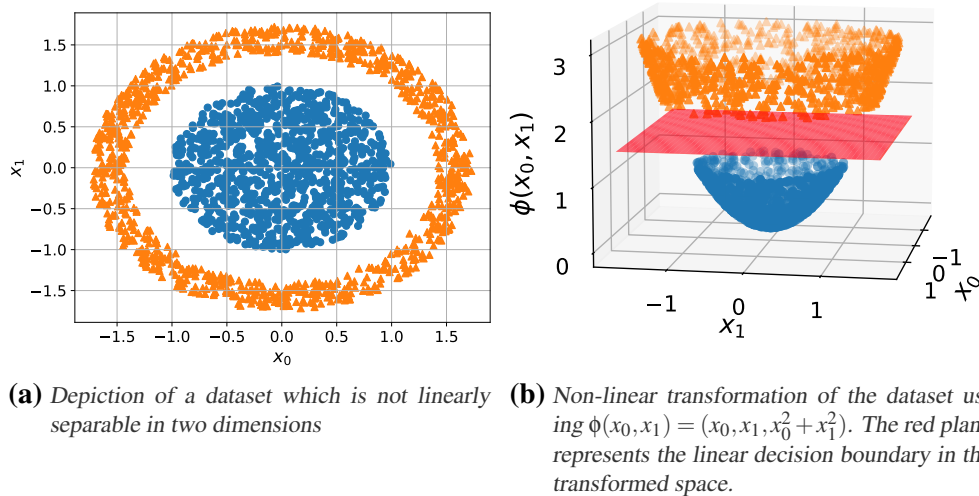 1.5
1.0
0.5
0.0
−0.5
−1.0
−1.5
x₁
−1.5 −1.0 −0.5 0.0 0.5 1.0 1.5
x₀
3
2
1
0
ϕ(x₀, x₁)
−1 0 1
x₁
−1
0
1
x₀
(a) Depiction of a dataset which is not linearly
separable in two dimensions
(b) Non-linear transformation of the dataset us
ing ϕ(x₀,x₁) = (x₀,x₁,x₀²+x₁²). The red plan
represents the linear decision boundary in th
transformed space.